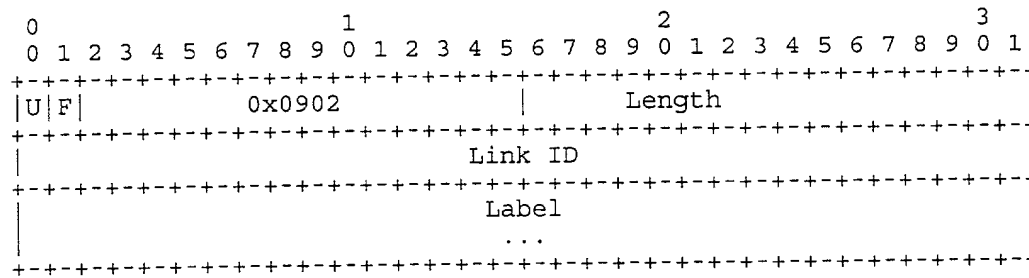 0                   1                   2                   3
0 1 2 3 4 5 6 7 8 9 0 1 2 3 4 5 6 7 8 9 0 1 2 3 4 5 6 7 8 9 0 1
+-+-+-+-+-+-+-+-+-+-+-+-+-+-+-+-+-+-+-+-+-+-+-+-+-+-+-+-+-+-+-+--
|U|F|          0x0902           |      Length
+-+-+-+-+-+-+-+-+-+-+-+-+-+-+-+-+-+-+-+-+-+-+-+-+-+-+-+-+-+-+-+--
|                            Link ID
+-+-+-+-+-+-+-+-+-+-+-+-+-+-+-+-+-+-+-+-+-+-+-+-+-+-+-+-+-+-+-+--
|                             Label
|                              ...
+-+-+-+-+-+-+-+-+-+-+-+-+-+-+-+-+-+-+-+-+-+-+-+-+-+-+-+-+-+-+-+--